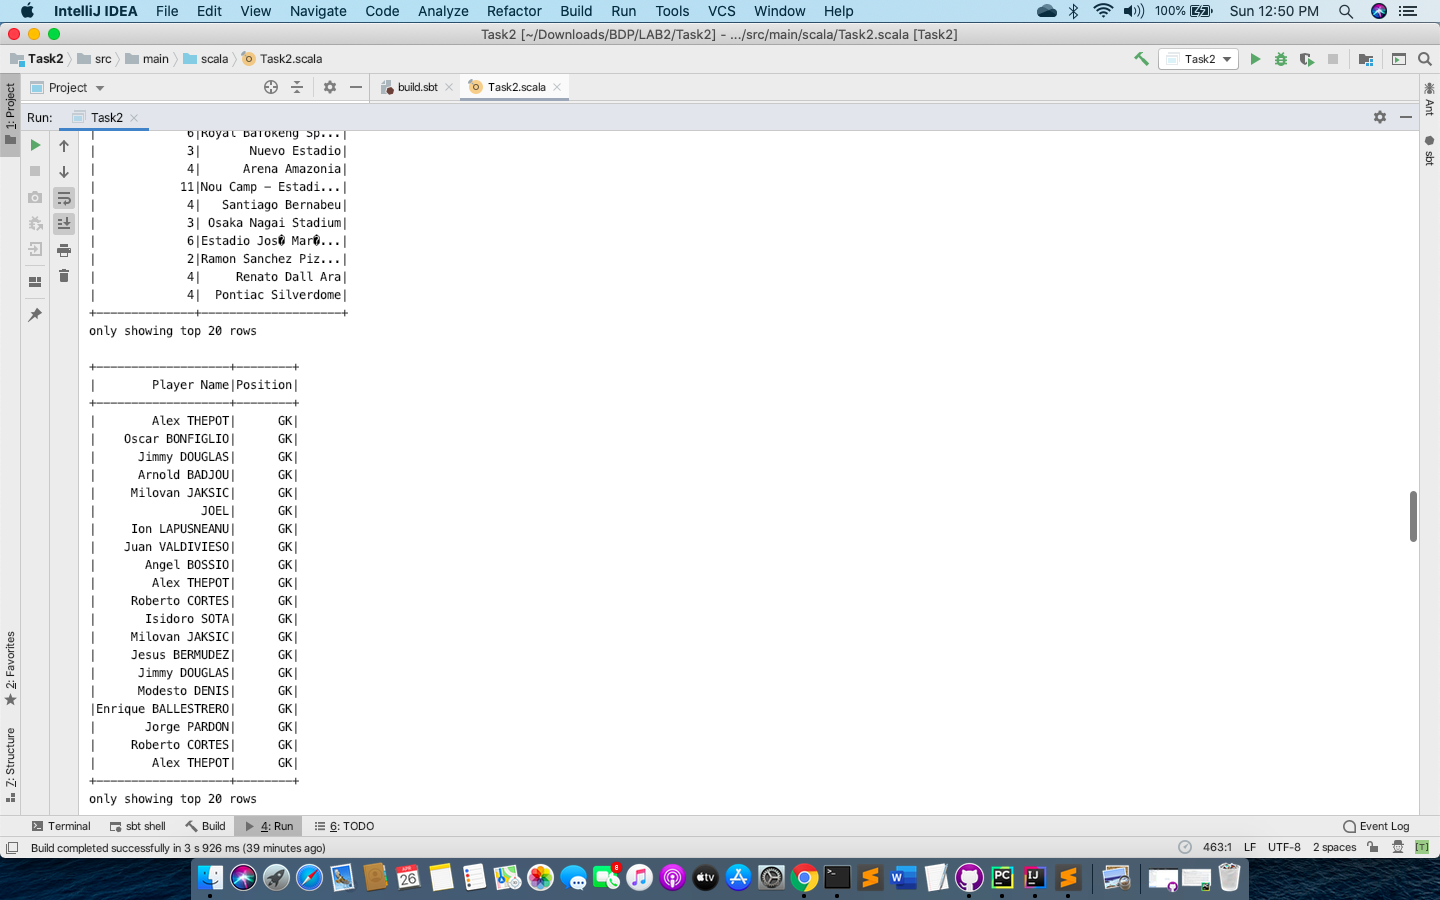 IntelliJ IDEA File Edit View Navigate Code Analyze Refactor Build Run Tools VCS Window Help 100% Sun 12:50 PM
Task2 [~/Downloads/BDP/LAB2/Task2] - .../src/main/scala/Task2.scala [Task2]
Task2 src main scala Task2.scala Task2
1: Project
Project build.sbt Task2.scala
Ant
sbt
Run: Task2
| 6|Royal Bafokeng Sp...|
| 3| Nuevo Estadio|
| 4| Arena Amazonia|
| 11|Nou Camp - Estadi...|
| 4| Santiago Bernabeu|
| 3| Osaka Nagai Stadium|
| 6|Estadio Jos� Mar�...|
| 2|Ramon Sanchez Piz...|
| 4| Renato Dall Ara|
| 4| Pontiac Silverdome|
+--------------+--------------------+
only showing top 20 rows
+-------------------+--------+
| Player Name|Position|
+-------------------+--------+
| Alex THEPOT| GK|
| Oscar BONFIGLIO| GK|
| Jimmy DOUGLAS| GK|
| Arnold BADJOU| GK|
| Milovan JAKSIC| GK|
| JOEL| GK|
| Ion LAPUSNEANU| GK|
| Juan VALDIVIESO| GK|
| Angel BOSSIO| GK|
| Alex THEPOT| GK|
| Roberto CORTES| GK|
| Isidoro SOTA| GK|
| Milovan JAKSIC| GK|
| Jesus BERMUDEZ| GK|
| Jimmy DOUGLAS| GK|
| Modesto DENIS| GK|
|Enrique BALLESTRERO| GK|
| Jorge PARDON| GK|
| Roberto CORTES| GK|
| Alex THEPOT| GK|
+-------------------+--------+
only showing top 20 rows
2: Favorites
7: Structure
Terminal sbt shell Build 4: Run 6: TODO Event Log
Build completed successfully in 3 s 926 ms (39 minutes ago) 463:1 LF UTF-8 2 spaces [T]
APR
26
8
tv
W
PC
IJ